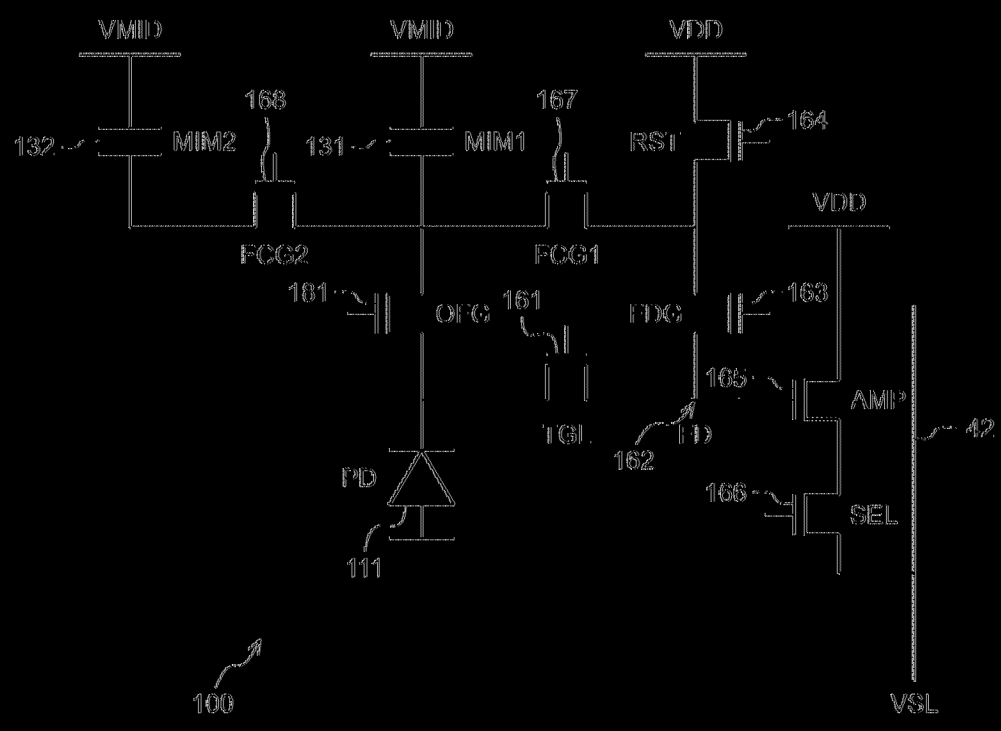 VMID VMID VDD
168 167
132 MIM2 131 MIM1 RST 164
VDD
FCG2 FCG1
181 OFG 161 FDG 163
165 AMP
TGL FD 42
162
PD 166 SEL
111
100 VSL